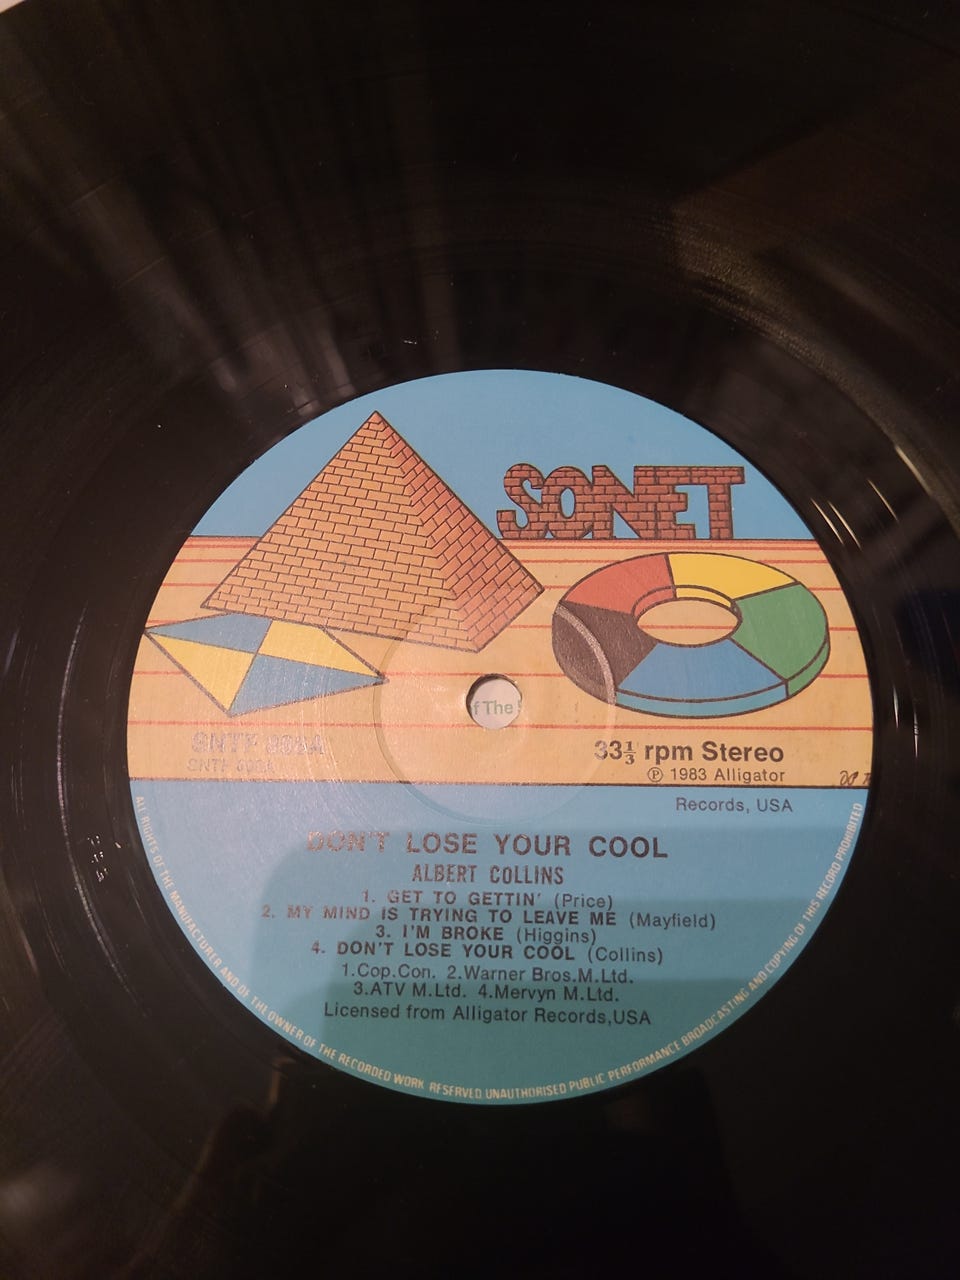 SONET
SNTF
SNTF
f The
33⅓ rpm Stereo
℗ 1983 Alligator
Records, USA
DON'T LOSE YOUR COOL
ALBERT COLLINS
1. GET TO GETTIN' (Price)
2. MY MIND IS TRYING TO LEAVE ME (Mayfield)
3. I'M BROKE (Higgins)
4. DON'T LOSE YOUR COOL (Collins)
1.Cop.Con. 2.Warner Bros.M.Ltd.
3.ATV M.Ltd. 4.Mervyn M.Ltd.
Licensed from Alligator Records,USA
ALL RIGHTS OF THE MANUFACTURER AND OF THE OWNER OF THE RECORDED WORK RESERVED UNAUTHORISED PUBLIC PERFORMANCE BROADCASTING AND COPYING OF THIS RECORD PROHIBITED